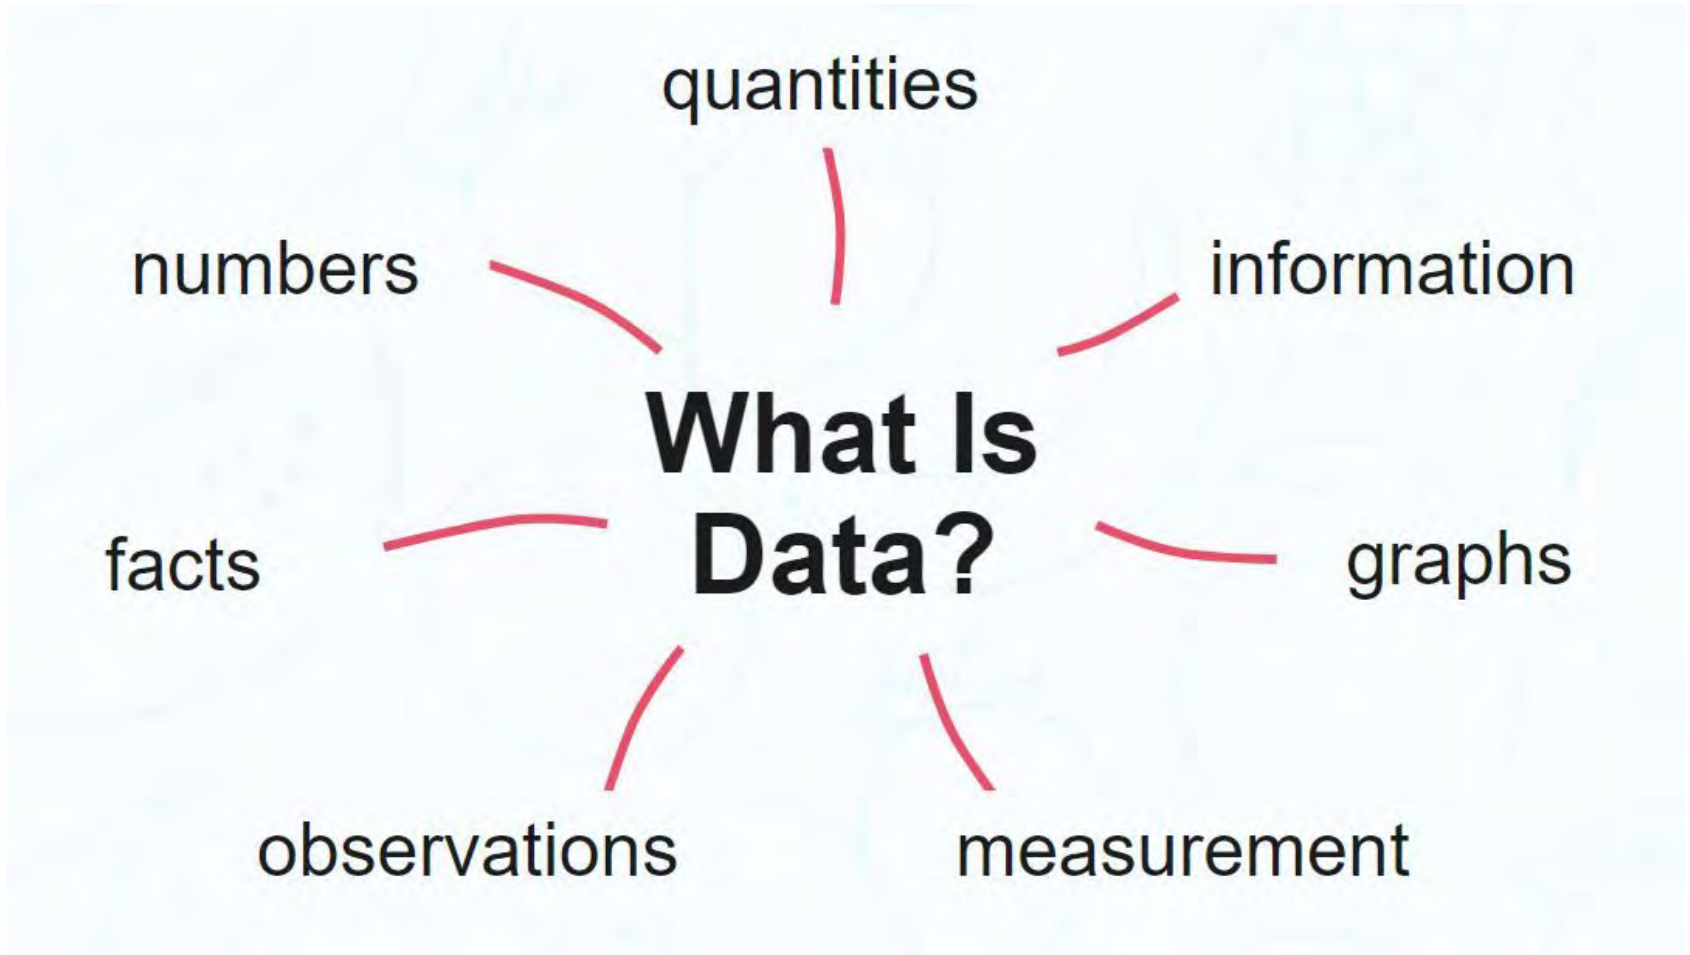 quantities
numbers
information
What Is
Data?
facts
graphs
observations
measurement